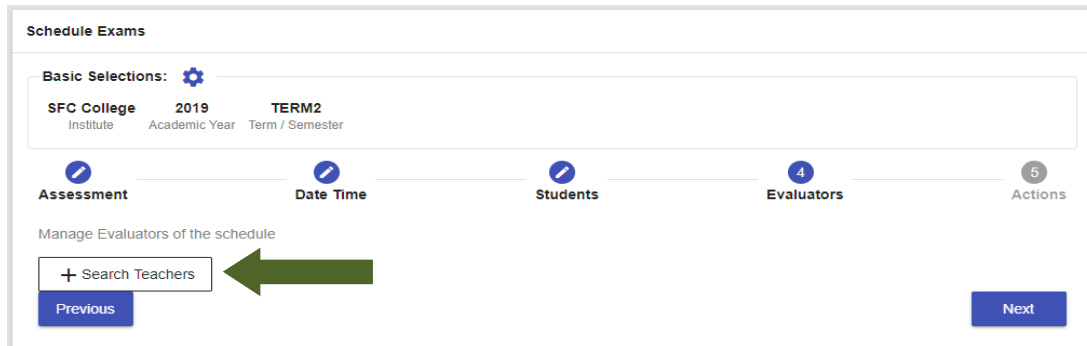 Schedule Exams
Basic Selections:
SFC College 2019 TERM2
Institute Academic Year Term / Semester
4 5
Assessment Date Time Students Evaluators Actions
Manage Evaluators of the schedule
+ Search Teachers
Previous Next